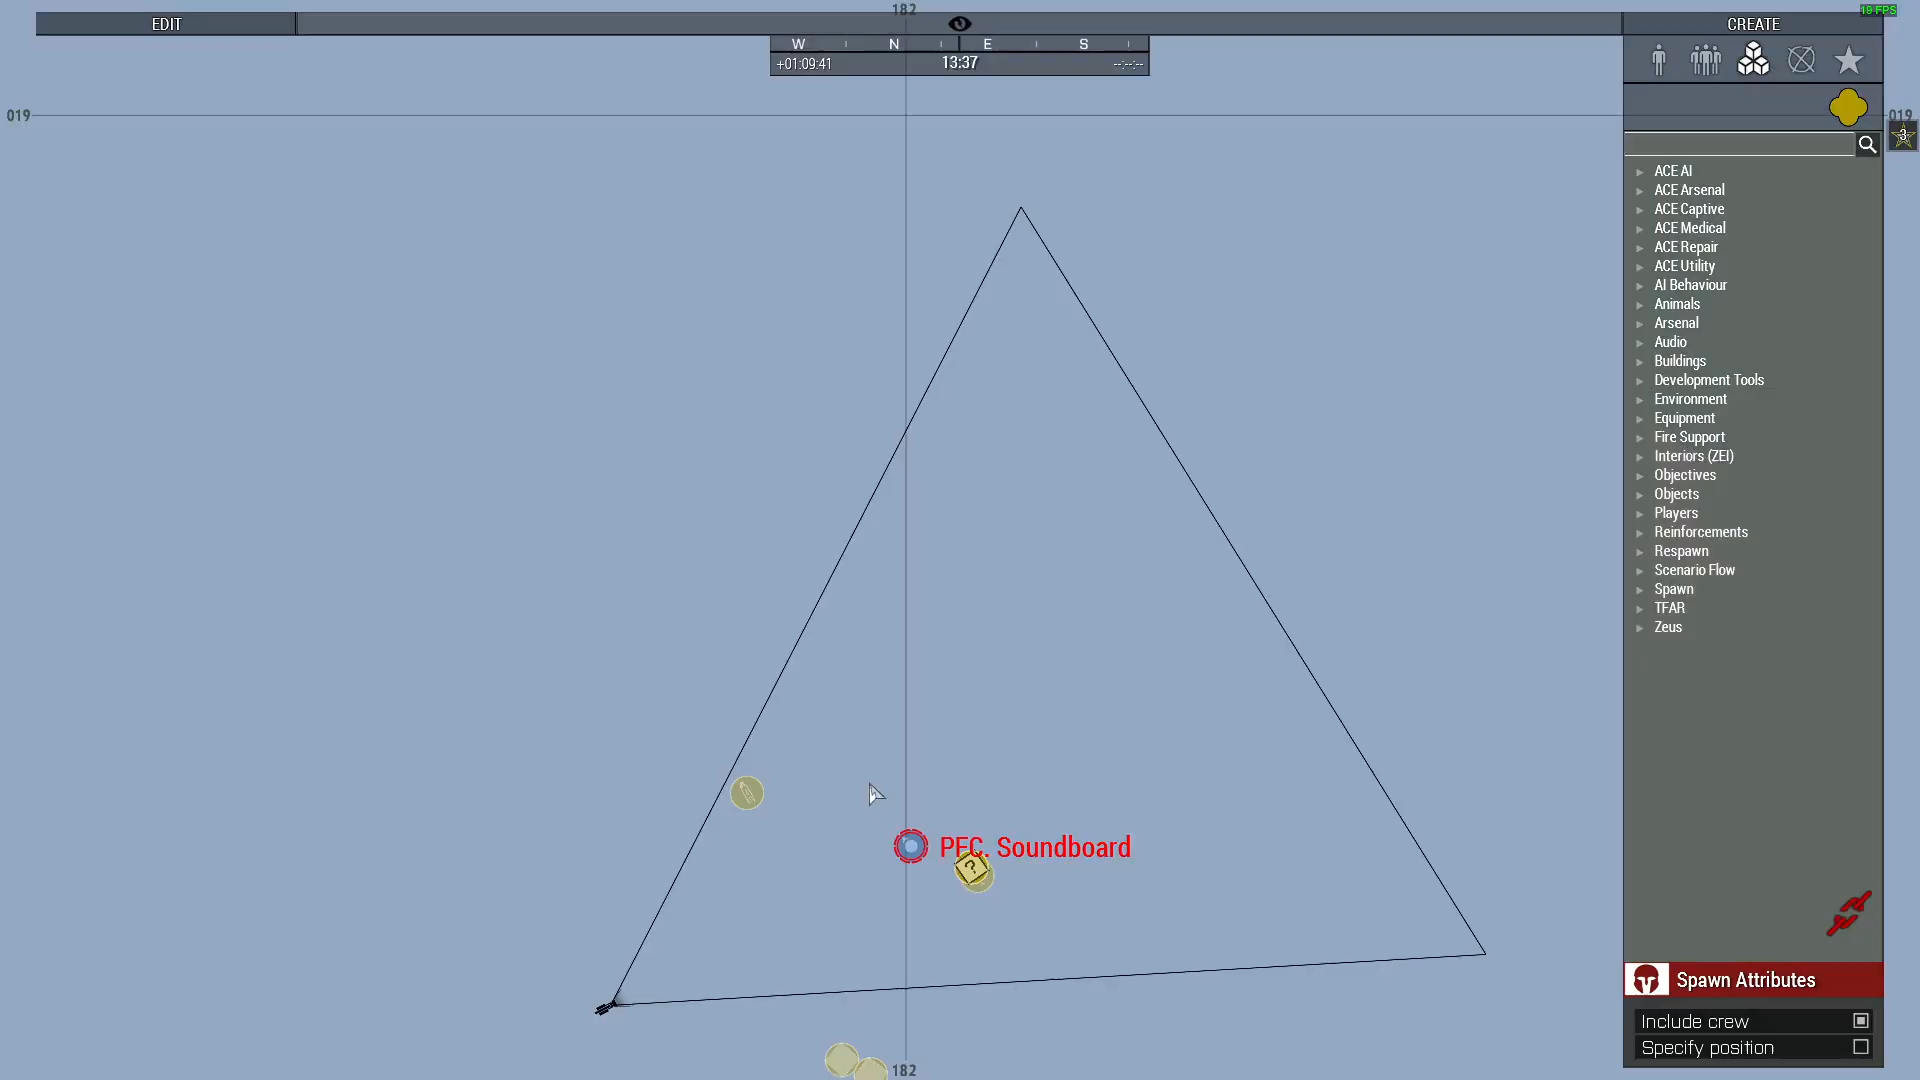 182
19 FPS
EDIT
CREATE
W N E S
+01:09:41 13:37 --:--:--
019
019
3
ACE AI
ACE Arsenal
ACE Captive
ACE Medical
ACE Repair
ACE Utility
AI Behaviour
Animals
Arsenal
Audio
Buildings
Development Tools
Environment
Equipment
Fire Support
Interiors (ZEI)
Objectives
Objects
Players
Reinforcements
Respawn
Scenario Flow
Spawn
TFAR
Zeus
PFC. Soundboard
?
Spawn Attributes
Include crew
Specify position
182